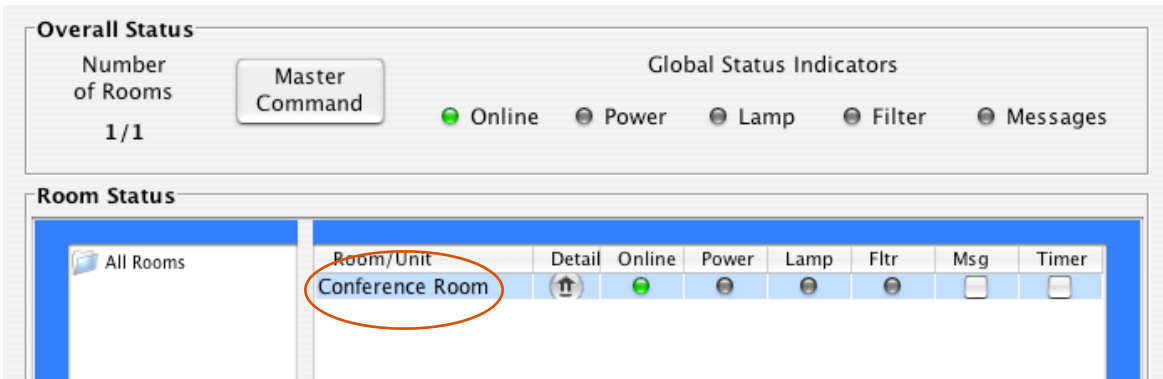 Overall Status
Number
of Rooms
1/1
Master
Command
Global Status Indicators
Online Power Lamp Filter Messages
Room Status
All Rooms
Room/Unit Detail Online Power Lamp Fltr Msg Timer
Conference Room